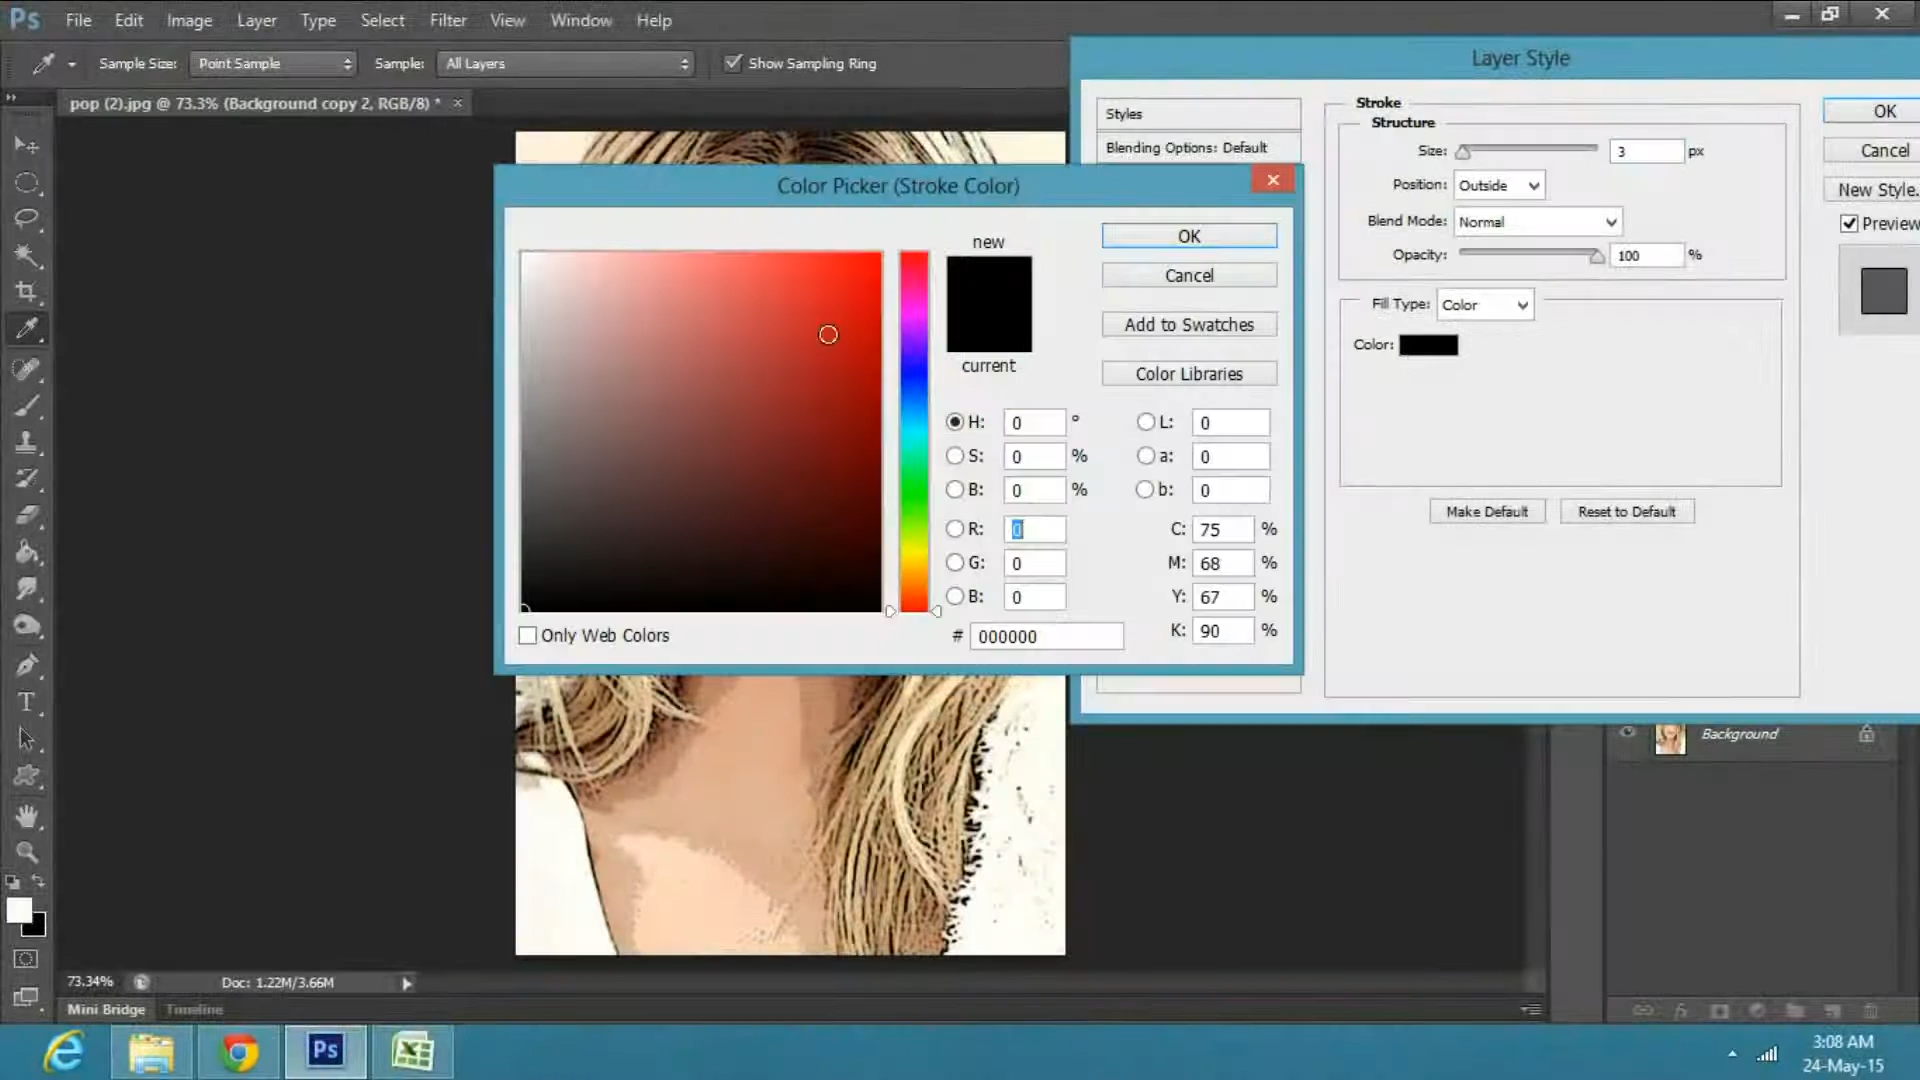 Ps File Edit Image Layer Type Select Filter View Window Help
Sample Size: Point Sample Sample: All Layers Show Sampling Ring
pop (2).jpg @ 73.3% (Background copy 2, RGB/8) * ×
Layer Style
Styles
Blending Options: Default
Stroke
Structure
Size: 3 px
Position: Outside
Blend Mode: Normal
Opacity: 100 %
Fill Type: Color
Color:
Make Default Reset to Default
OK
Cancel
New Style.
Preview
Color Picker (Stroke Color)
new
current
OK
Cancel
Add to Swatches
Color Libraries
H: 0 °
S: 0 %
B: 0 %
R: 0
G: 0
B: 0
# 000000
L: 0
a: 0
b: 0
C: 75 %
M: 68 %
Y: 67 %
K: 90 %
Only Web Colors
Background
73.34% Doc: 1.22M/3.66M
Mini Bridge Timeline
Ps
3:08 AM
24-May-15